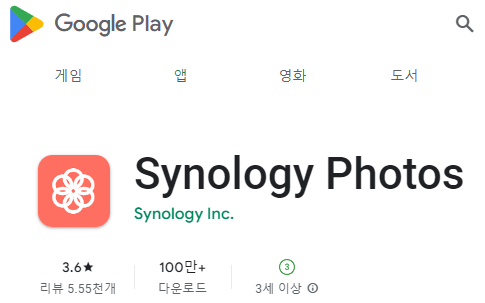 Google Play
게임 앱 영화 도서
Synology Photos
Synology Inc.
3.6★ 100만+ 3
리뷰 5.55천개 다운로드 3세 이상